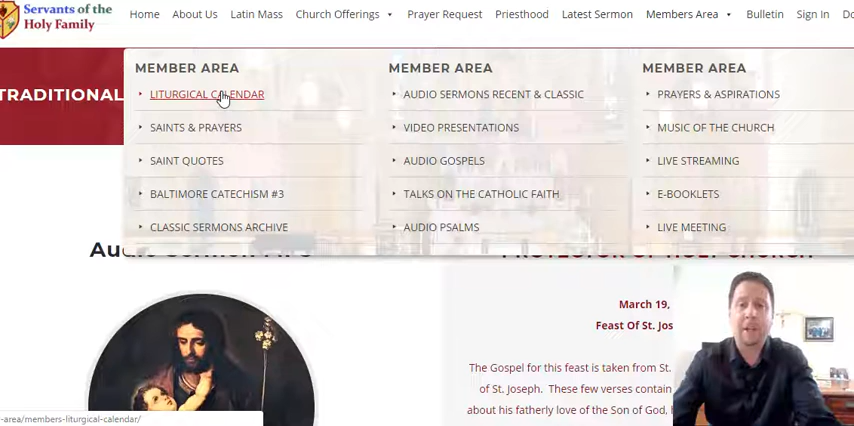 Servants of the
Holy Family
Home
About Us
Latin Mass
Church Offerings
Prayer Request
Priesthood
Latest Sermon
Members Area
Bulletin
Sign In
TRADITIONAL
MEMBER AREA
LITURGICAL CALENDAR
SAINTS & PRAYERS
SAINT QUOTES
BALTIMORE CATECHISM #3
CLASSIC SERMONS ARCHIVE
MEMBER AREA
AUDIO SERMONS RECENT & CLASSIC
VIDEO PRESENTATIONS
AUDIO GOSPELS
TALKS ON THE CATHOLIC FAITH
AUDIO PSALMS
MEMBER AREA
PRAYERS & ASPIRATIONS
MUSIC OF THE CHURCH
LIVE STREAMING
E-BOOKLETS
LIVE MEETING
PROTECTOR OF HOLY CHURCH
March 19,
Feast Of St. Jos
The Gospel for this feast is taken from St.
of St. Joseph. These few verses contain
about his fatherly love of the Son of God,
-area/members-liturgical-calendar/